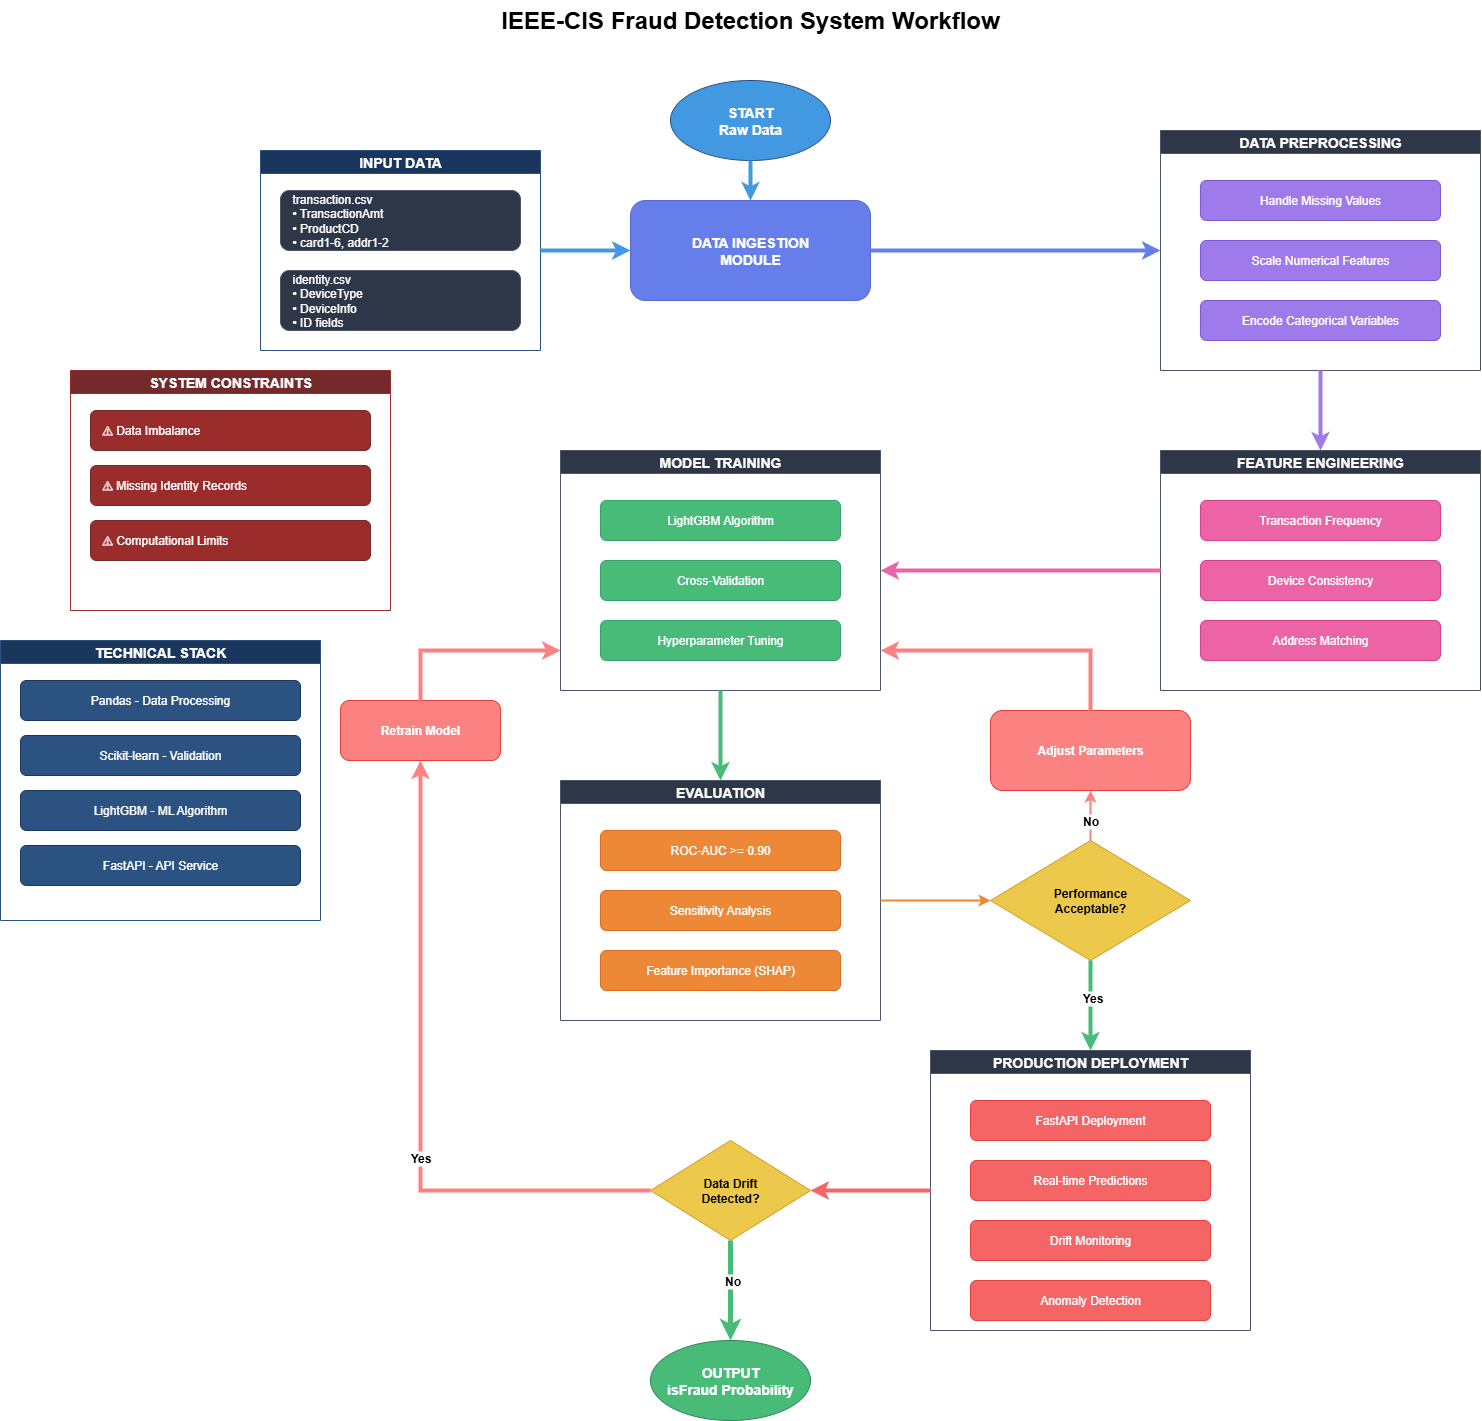 IEEE-CIS Fraud Detection System Workflow
START
Raw Data
INPUT DATA
transaction.csv
• TransactionAmt
• ProductCD
• card1-6, addr1-2
identity.csv
• DeviceType
• DeviceInfo
• ID fields
DATA INGESTION
MODULE
DATA PREPROCESSING
Handle Missing Values
Scale Numerical Features
Encode Categorical Variables
SYSTEM CONSTRAINTS
⚠ Data Imbalance
⚠ Missing Identity Records
⚠ Computational Limits
MODEL TRAINING
LightGBM Algorithm
Cross-Validation
Hyperparameter Tuning
FEATURE ENGINEERING
Transaction Frequency
Device Consistency
Address Matching
TECHNICAL STACK
Pandas - Data Processing
Scikit-learn - Validation
LightGBM - ML Algorithm
FastAPI - API Service
Retrain Model
Adjust Parameters
EVALUATION
ROC-AUC >= 0.90
Sensitivity Analysis
Feature Importance (SHAP)
No
Performance
Acceptable?
Yes
PRODUCTION DEPLOYMENT
FastAPI Deployment
Real-time Predictions
Drift Monitoring
Anomaly Detection
Yes
Data Drift
Detected?
No
OUTPUT
isFraud Probability